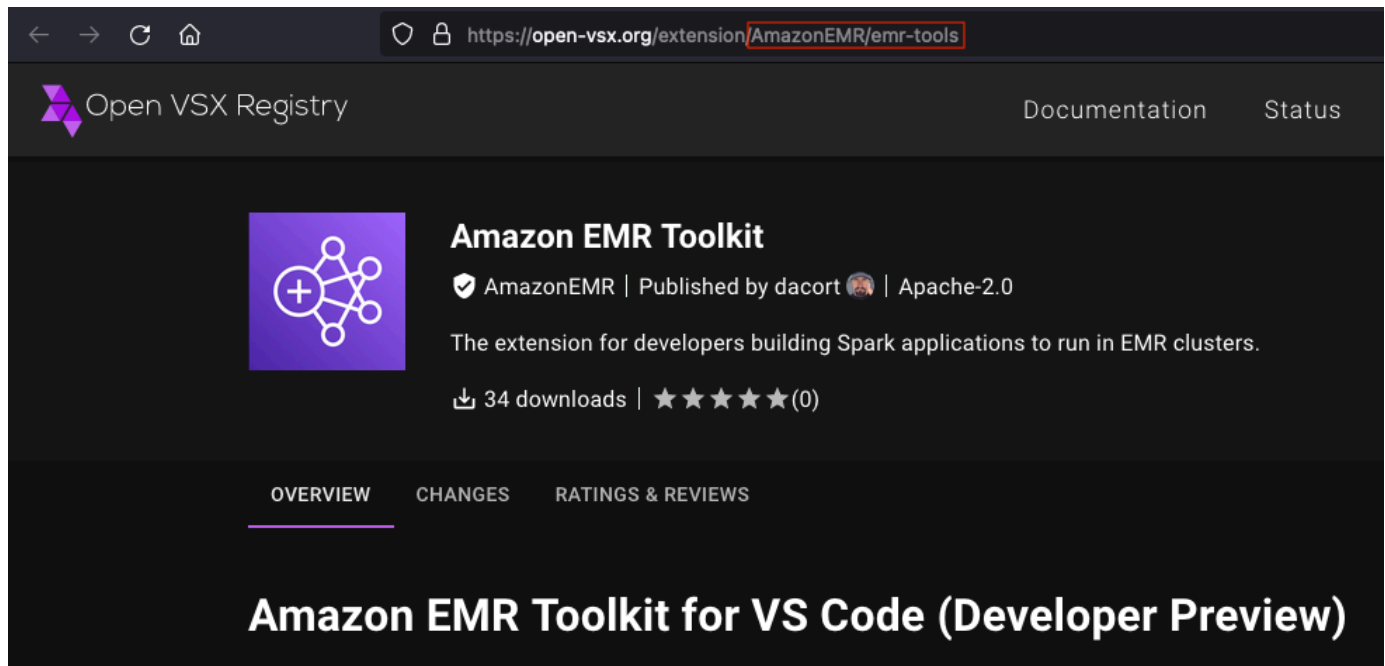 https://open-vsx.org/extension/AmazonEMR/emr-tools
Open VSX Registry
Documentation
Status
Amazon EMR Toolkit
AmazonEMR | Published by dacort | Apache-2.0
The extension for developers building Spark applications to run in EMR clusters.
34 downloads | ★★★★★(0)
OVERVIEW
CHANGES
RATINGS & REVIEWS
Amazon EMR Toolkit for VS Code (Developer Preview)